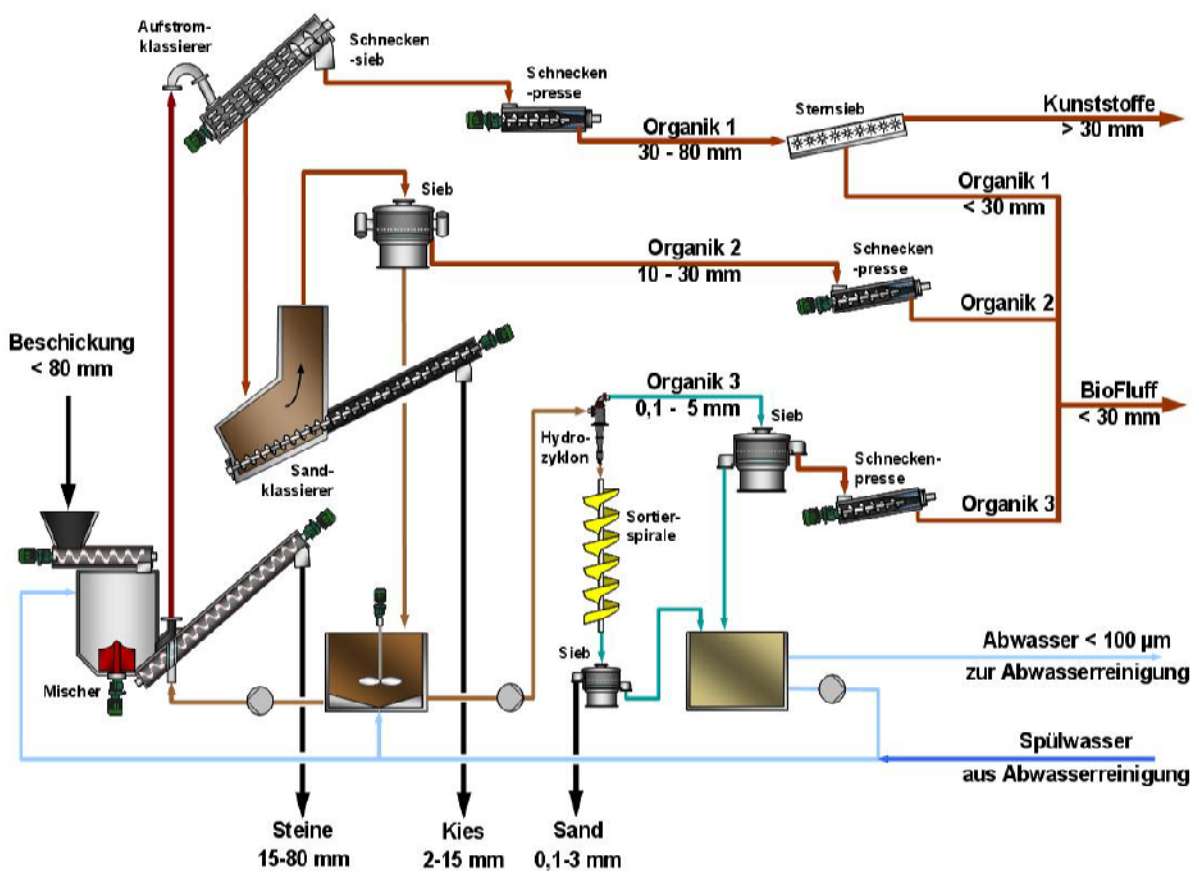 Aufstrom-
klassierer
Schnecken
-sieb
Schnecken
-presse
Sternsieb
Kunststoffe
> 30 mm
Organik 1
30 - 80 mm
Organik 1
< 30 mm
Sieb
Organik 2
10 - 30 mm
Schnecken
-presse
Organik 2
Beschickung
< 80 mm
Organik 3
0,1 - 5 mm
Sieb
BioFluff
< 30 mm
Hydro-
zyklon
Sand-
klassierer
Schnecken-
presse
Organik 3
Sortier-
spirale
Mischer
Sieb
Abwasser < 100 µm
zur Abwasserreinigung
Spülwasser
aus Abwasserreinigung
Steine
15-80 mm
Kies
2-15 mm
Sand
0,1-3 mm